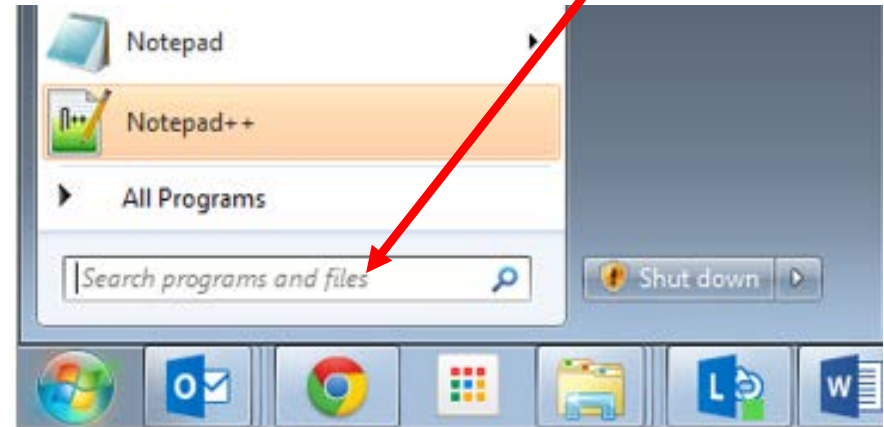 Notepad
n++
Notepad++
All Programs
Search programs and files
Shut down
O
L
W